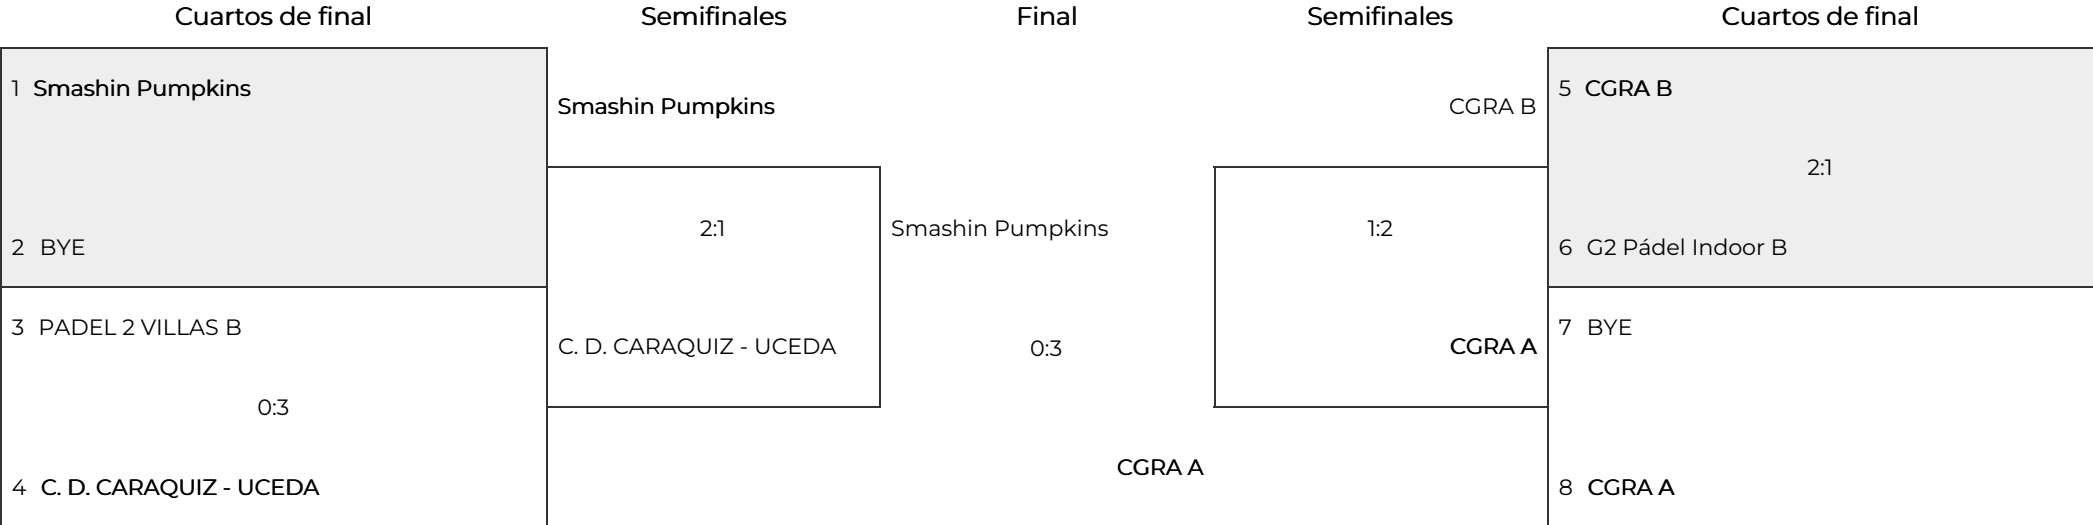 Cuartos de final
Semifinales
Final
Semifinales
Cuartos de final
1 Smashin Pumpkins
2 BYE
3 PADEL 2 VILLAS B
0:3
4 C. D. CARAQUIZ - UCEDA
Smashin Pumpkins
2:1
C. D. CARAQUIZ - UCEDA
Smashin Pumpkins
0:3
CGRA A
CGRA B
1:2
CGRA A
5 CGRA B
2:1
6 G2 Pádel Indoor B
7 BYE
8 CGRA A